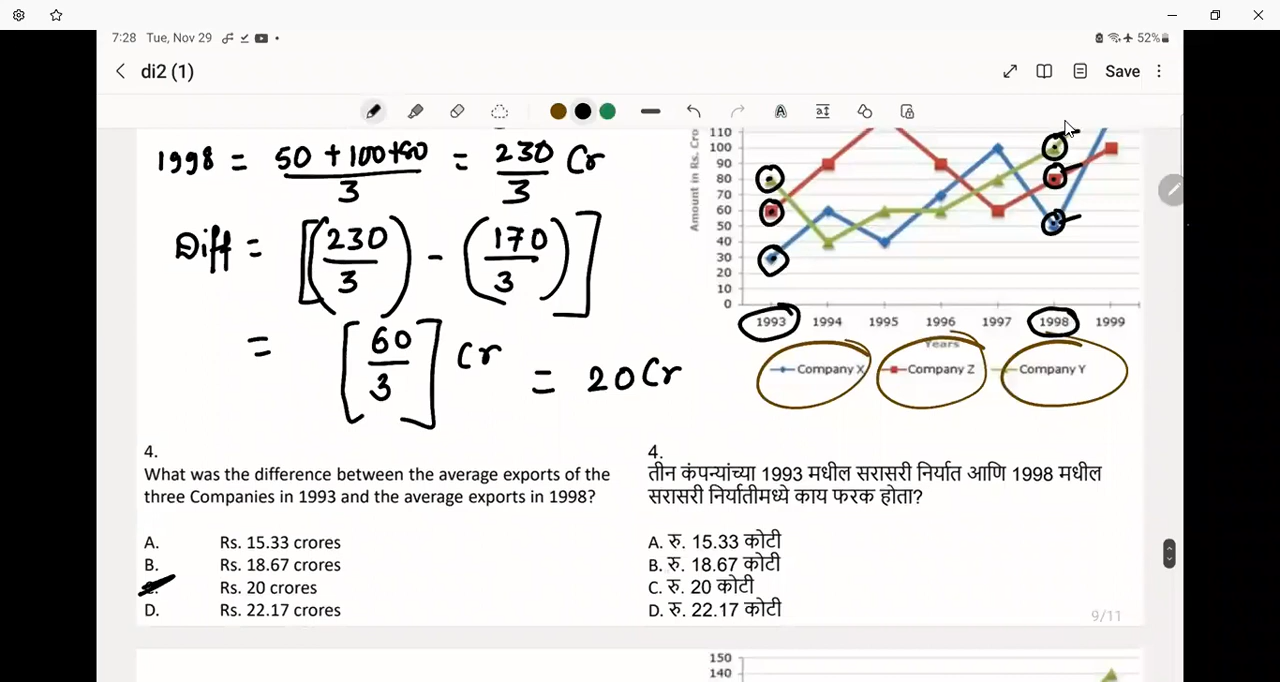 7:28 Tue, Nov 29
52%
di2 (1)
Save
1998 = 50 + 100 + 80 / 3 = 230 / 3 Cr
Diff = [(230 / 3) - (170 / 3)]
= [60 / 3] Cr = 20 Cr
Amount in Rs. Cro
110
100
90
80
70
60
50
40
30
20
10
0
1993 1994 1995 1996 1997 1998 1999
Years
Company X Company Z Company Y
4.
What was the difference between the average exports of the
three Companies in 1993 and the average exports in 1998?
A. Rs. 15.33 crores
B. Rs. 18.67 crores
Rs. 20 crores
D. Rs. 22.17 crores
4.
तीन कंपन्यांच्या 1993 मधील सरासरी निर्यात आणि 1998 मधील
सरासरी निर्यातीमध्ये काय फरक होता?
A. रु. 15.33 कोटी
B. रु. 18.67 कोटी
C. रु. 20 कोटी
D. रु. 22.17 कोटी
9/11
150
140